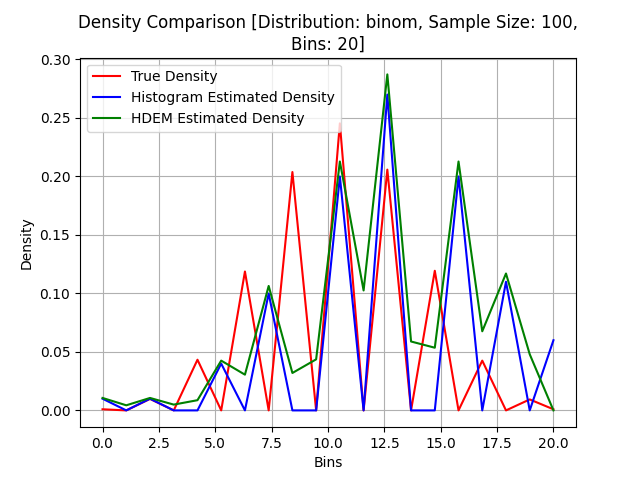 Density Comparison [Distribution: binom, Sample Size: 100,
Bins: 20]
True Density
Histogram Estimated Density
HDEM Estimated Density
Density
0.30
0.25
0.20
0.15
0.10
0.05
0.00
0.0 2.5 5.0 7.5 10.0 12.5 15.0 17.5 20.0
Bins